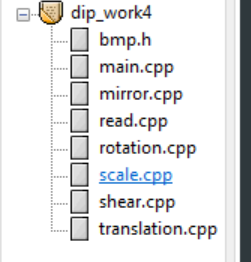 dip_work4
bmp.h
main.cpp
mirror.cpp
read.cpp
rotation.cpp
scale.cpp
shear.cpp
translation.cpp